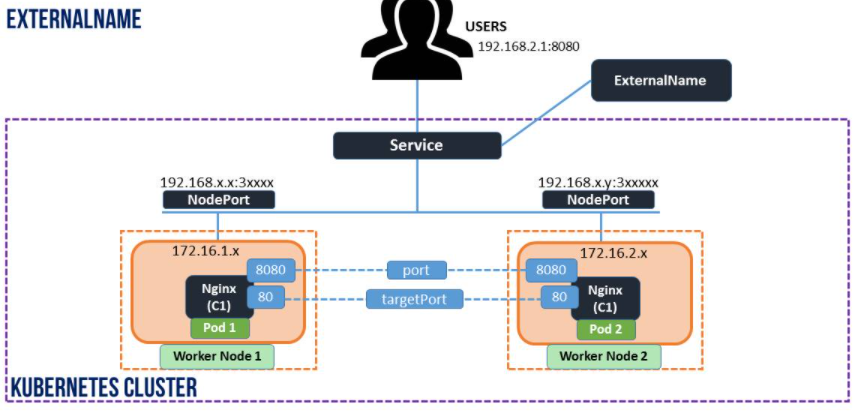 EXTERNALNAME
USERS
192.168.2.1:8080
ExternalName
Service
192.168.x.x:3xxxx
NodePort
192.168.x.y:3xxxxx
NodePort
172.16.1.x
8080
Nginx
(C1)
80
Pod 1
Worker Node 1
port
targetPort
172.16.2.x
8080
Nginx
(C1)
80
Pod 2
Worker Node 2
KUBERNETES CLUSTER